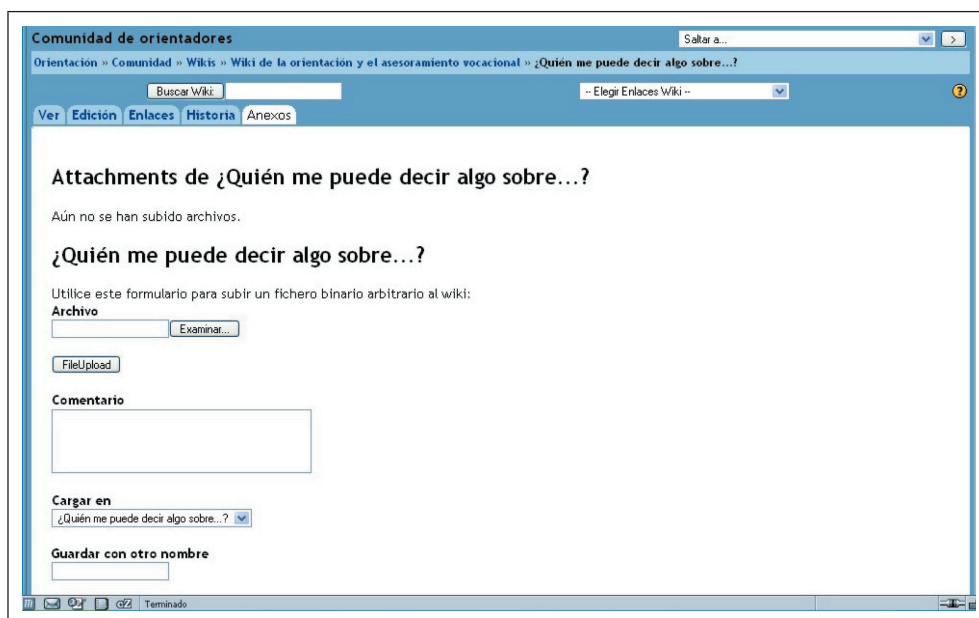 Comunidad de orientadores
Saltar a...
>
Orientación » Comunidad » Wikis » Wiki de la orientación y el asesoramiento vocacional » ¿Quién me puede decir algo sobre...?
Buscar Wiki:
-- Elegir Enlaces Wiki --
?
Ver Edición Enlaces Historia Anexos
Attachments de ¿Quién me puede decir algo sobre...?
Aún no se han subido archivos.
¿Quién me puede decir algo sobre...?
Utilice este formulario para subir un fichero binario arbitrario al wiki:
Archivo
Examinar...
FileUpload
Comentario
Cargar en
¿Quién me puede decir algo sobre...?
Guardar con otro nombre
Terminado